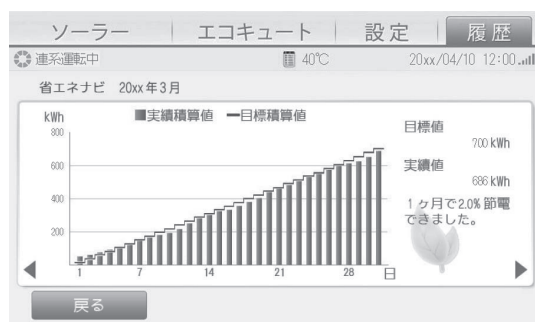 ソーラー エコキュート 設定 履歴
連系運転中 40℃ 20xx/04/10 12:00
省エネナビ 20xx年3月
kWh ■実績積算値 ━目標積算値
800
600
400
200
1 7 14 21 28 日
目標値
700 kWh
実績値
686 kWh
1ヶ月で2.0%節電
できました。
戻る